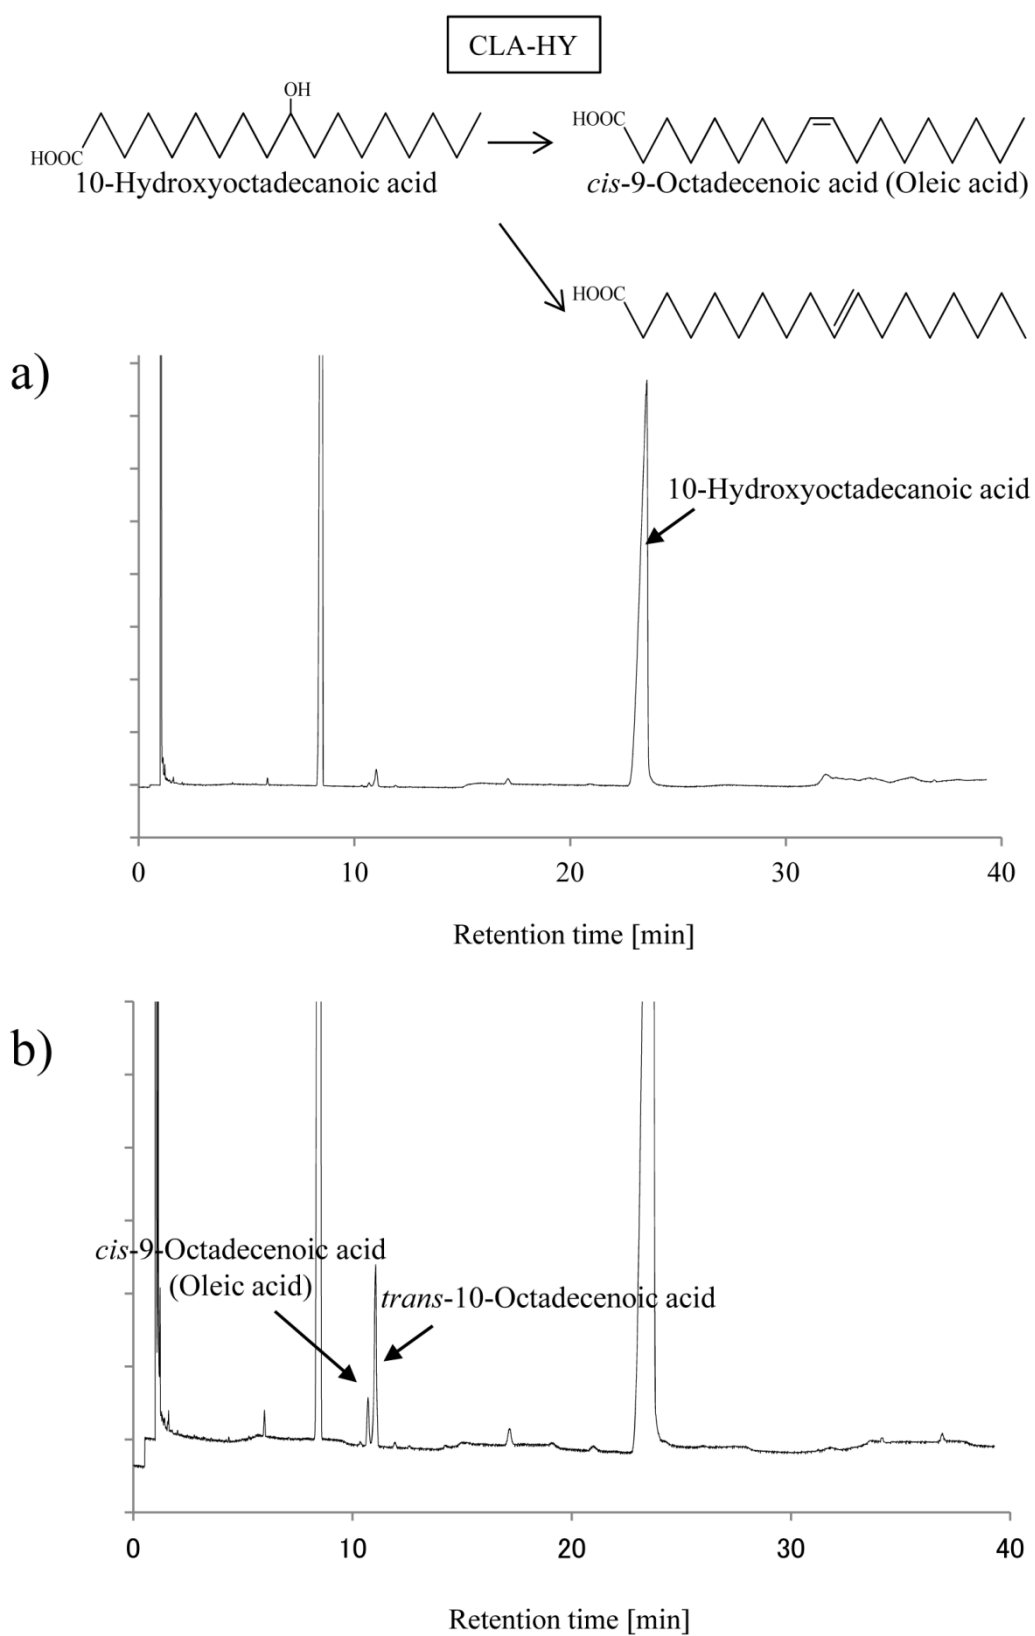 CLA-HY
OH
HOOC
10-Hydroxyoctadecanoic acid
HOOC
cis-9-Octadecenoic acid (Oleic acid)
HOOC
a)
10-Hydroxyoctadecanoic acid
0 10 20 30 40
Retention time [min]
b)
cis-9-Octadecenoic acid
(Oleic acid)
trans-10-Octadecenoic acid
0 10 20 30 40
Retention time [min]